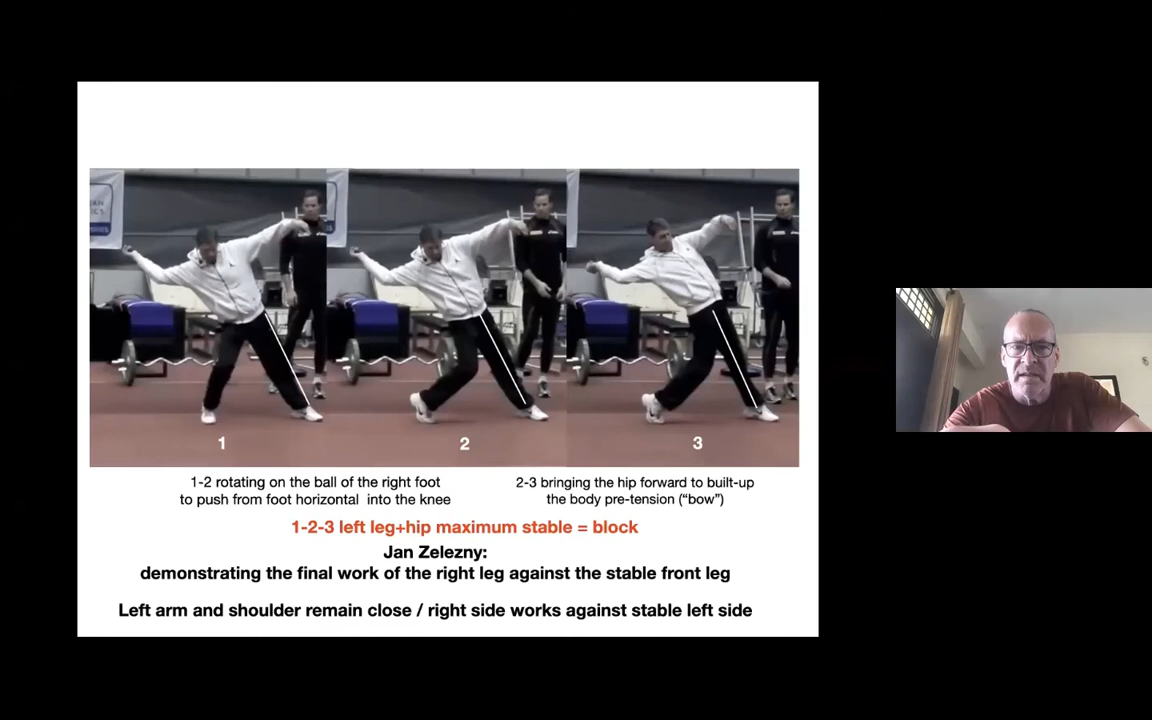 1
2
3
1-2 rotating on the ball of the right foot
to push from foot horizontal into the knee
2-3 bringing the hip forward to built-up
the body pre-tension (“bow”)
1-2-3 left leg+hip maximum stable = block
Jan Zelezny:
demonstrating the final work of the right leg against the stable front leg
Left arm and shoulder remain close / right side works against stable left side